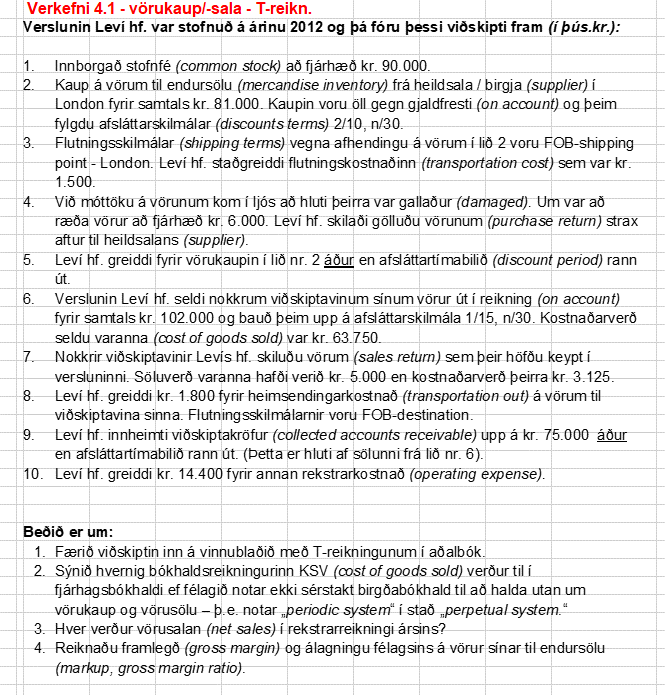 Verkefni 4.1 - vörukaup/-sala - T-reikn.
Verslunin Leví hf. var stofnuð á árinu 2012 og þá fóru þessi viðskipti fram (í þús.kr.):
1. Innborgað stofnfé (common stock) að fjárhæð kr. 90.000.
2. Kaup á vörum til endursölu (mercandise inventory) frá heildsala / birgja (supplier) í
London fyrir samtals kr. 81.000. Kaupin voru öll gegn gjaldfresti (on account) og þeim
fylgdu afsláttarskilmálar (discounts terms) 2/10, n/30.
3. Flutningsskilmálar (shipping terms) vegna afhendingu á vörum í lið 2 voru FOB-shipping
point - London. Leví hf. staðgreiddi flutningskostnaðinn (transportation cost) sem var kr.
1.500.
4. Við móttöku á vörunum kom í ljós að hluti þeirra var gallaður (damaged). Um var að
ræða vörur að fjárhæð kr. 6.000. Leví hf. skilaði gölluðu vörunum (purchase return) strax
aftur til heildsalans (supplier).
5. Leví hf. greiddi fyrir vörukaupin í lið nr. 2 áður en afsláttartímabilið (discount period) rann
út.
6. Verslunin Leví hf. seldi nokkrum viðskiptavinum sínum vörur út í reikning (on account)
fyrir samtals kr. 102.000 og bauð þeim upp á afsláttarskilmála 1/15, n/30. Kostnaðarverð
seldu varanna (cost of goods sold) var kr. 63.750.
7. Nokkrir viðskiptavinir Levís hf. skiluðu vörum (sales return) sem þeir höfðu keypt í
versluninni. Söluverð varanna hafði verið kr. 5.000 en kostnaðarverð þeirra kr. 3.125.
8. Leví hf. greiddi kr. 1.800 fyrir heimsendingarkostnað (transportation out) á vörum til
viðskiptavina sinna. Flutningsskilmálarnir voru FOB-destination.
9. Leví hf. innheimti viðskiptakröfur (collected accounts receivable) upp á kr. 75.000 áður
en afsláttartímabilið rann út. (Þetta er hluti af sölunni frá lið nr. 6).
10. Leví hf. greiddi kr. 14.400 fyrir annan rekstrarkostnað (operating expense).
Beðið er um:
1. Færið viðskiptin inn á vinnublaðið með T-reikningunum í aðalbók.
2. Sýnið hvernig bókhaldsreikningurinn KSV (cost of goods sold) verður til í
fjárhagsbókhaldi ef félagið notar ekki sérstakt birgðabókhald til að halda utan um
vörukaup og vörusölu – þ.e. notar „periodic system“ í stað „perpetual system.“
3. Hver verður vörusalan (net sales) í rekstrarreikningi ársins?
4. Reiknaðu framlegð (gross margin) og álagningu félagsins á vörur sínar til endursölu
(markup, gross margin ratio).